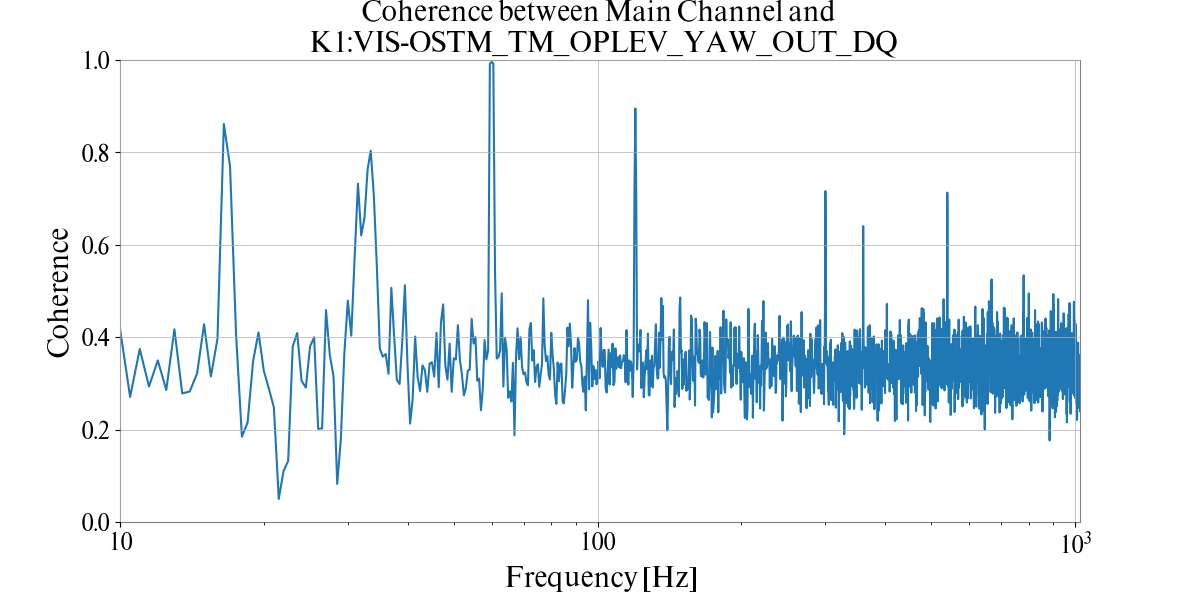 Coherence between Main Channel and
K1:VIS-OSTM_TM_OPLEV_YAW_OUT_DQ
1.0
0.8
0.6
0.4
0.2
0.0
Coherence
10
100
10³
Frequency [Hz]